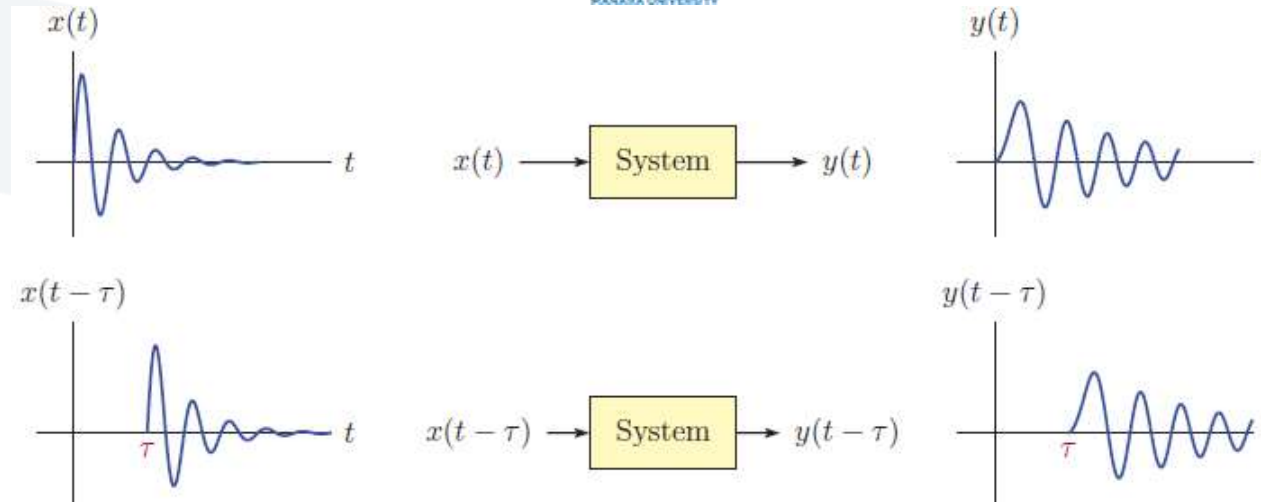 x(t)
y(t)
t
x(t)
System
y(t)
x(t − τ)
y(t − τ)
τ
t
x(t − τ)
System
y(t − τ)
τ